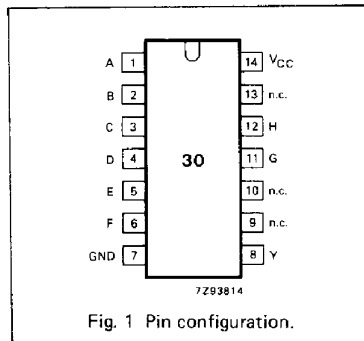 A 1 14 VCC
B 2 13 n.c.
C 3 12 H
D 4 30 11 G
E 5 10 n.c.
F 6 9 n.c.
GND 7 8 Y
7Z93814
Fig. 1 Pin configuration.